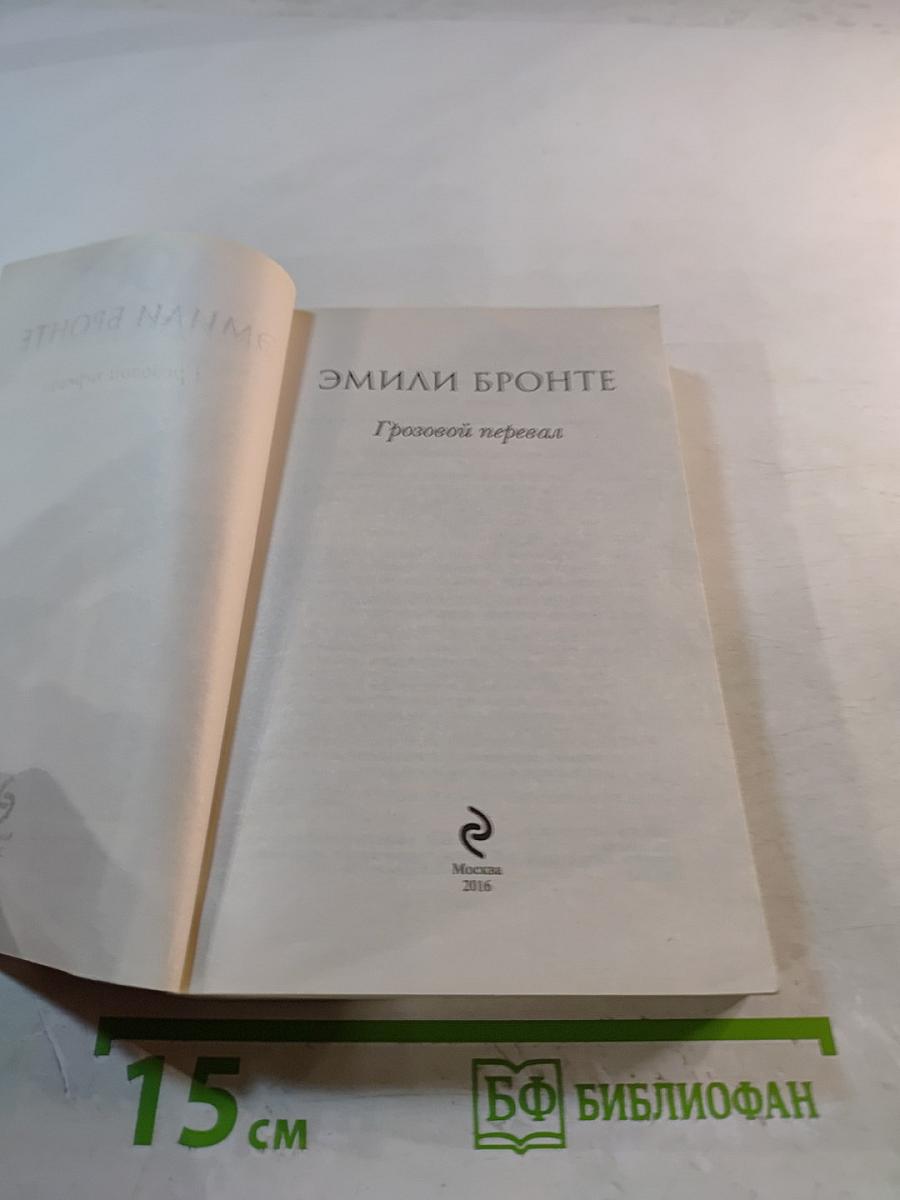 ЭМИЛИ БРОНТЕ
Грозовой перевал
Москва
2016
15 см
БФ БИБЛИОФАН